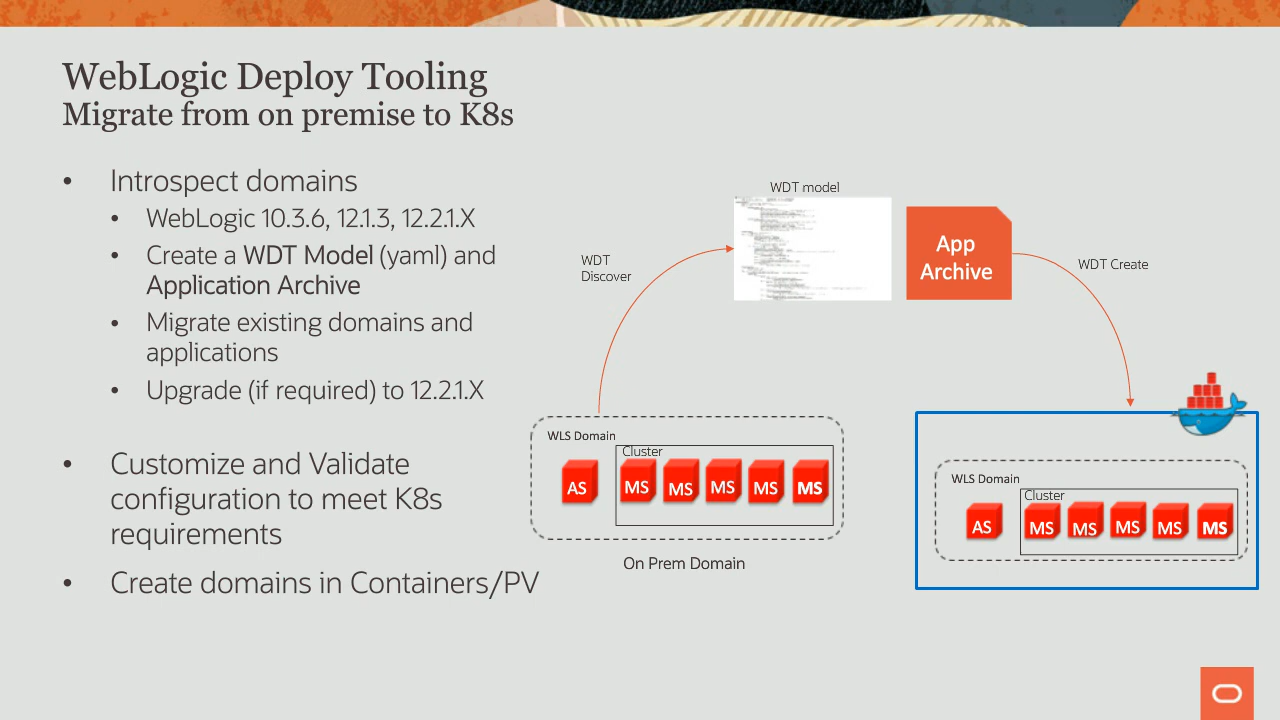 WebLogic Deploy Tooling
Migrate from on premise to K8s
• Introspect domains
• WebLogic 10.3.6, 12.1.3, 12.2.1.X
• Create a WDT Model (yaml) and
Application Archive
• Migrate existing domains and
applications
• Upgrade (if required) to 12.2.1.X
• Customize and Validate
configuration to meet K8s
requirements
• Create domains in Containers/PV
WDT model
App
Archive
WDT
Discover
WDT Create
WLS Domain
Cluster
AS MS MS MS MS MS
On Prem Domain
WLS Domain
Cluster
AS MS MS MS MS MS